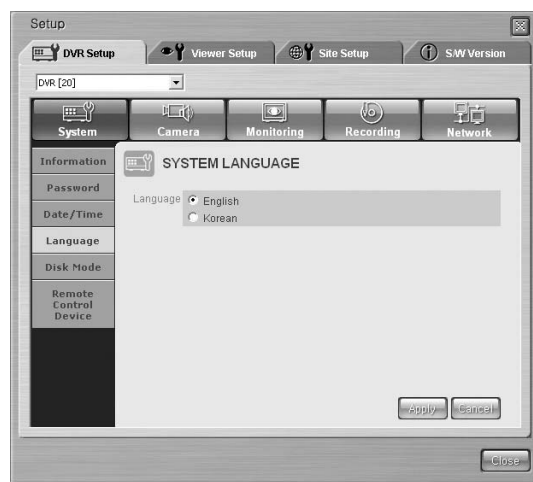 Setup
DVR Setup
Viewer Setup
Site Setup
S/W Version
DVR [20]
System
Camera
Monitoring
Recording
Network
Information
Password
Date/Time
Language
Disk Mode
Remote
Control
Device
SYSTEM LANGUAGE
Language
English
Korean
Apply
Cancel
Close